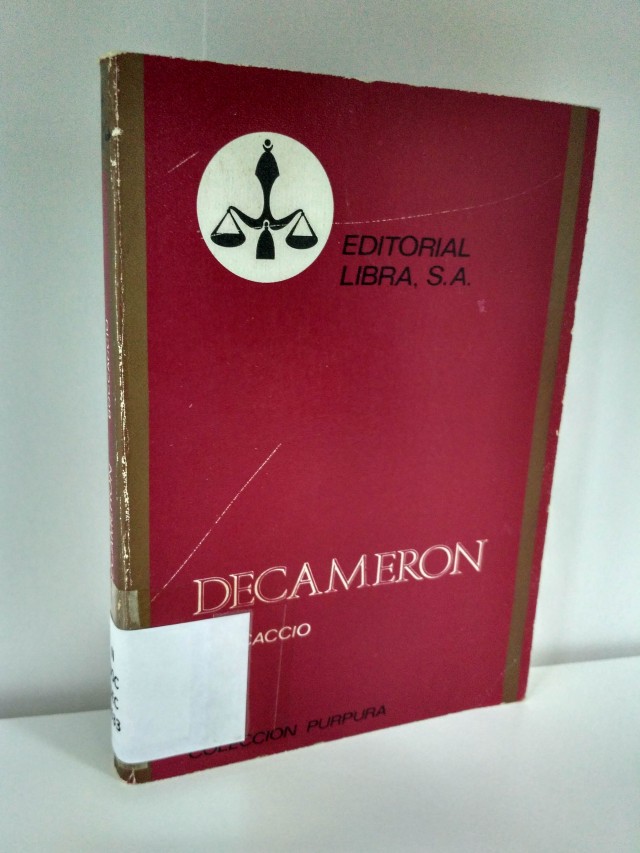 EDITORIAL
LIBRA, S.A.
DECAMERON
CACCIO
COLECCION PURPURA